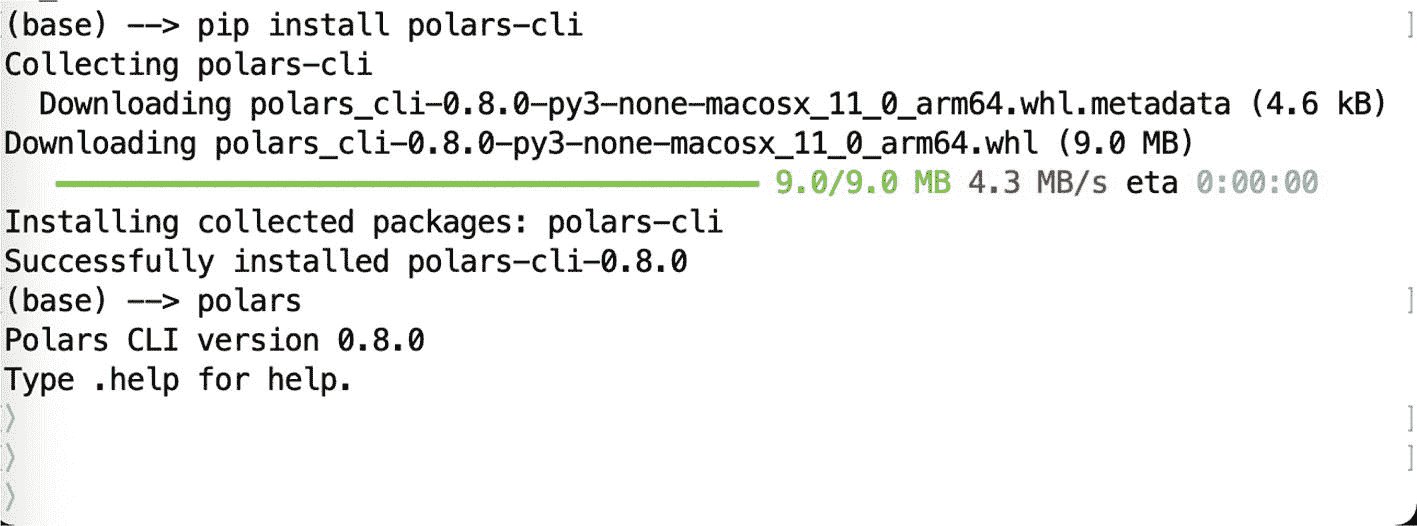 (base) --> pip install polars-cli
Collecting polars-cli
  Downloading polars_cli-0.8.0-py3-none-macosx_11_0_arm64.whl.metadata (4.6 kB)
Downloading polars_cli-0.8.0-py3-none-macosx_11_0_arm64.whl (9.0 MB)
9.0/9.0 MB 4.3 MB/s eta 0:00:00
Installing collected packages: polars-cli
Successfully installed polars-cli-0.8.0
(base) --> polars
Polars CLI version 0.8.0
Type .help for help.
〉
〉
〉